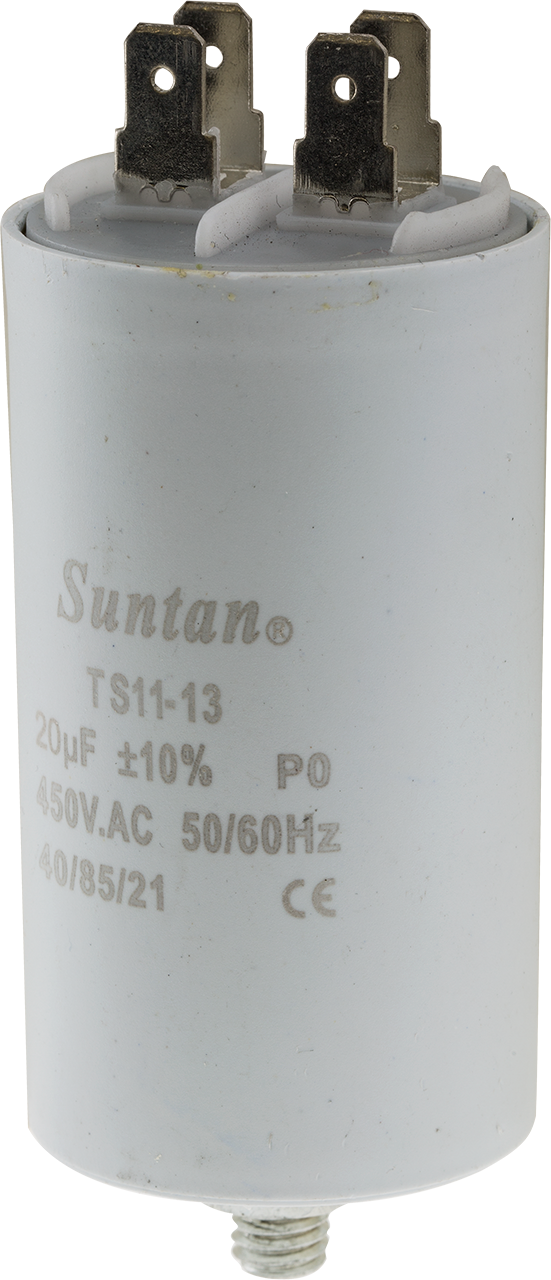 Suntan®
TS11-13
20µF ±10% P0
450V.AC 50/60Hz
40/85/21 CE